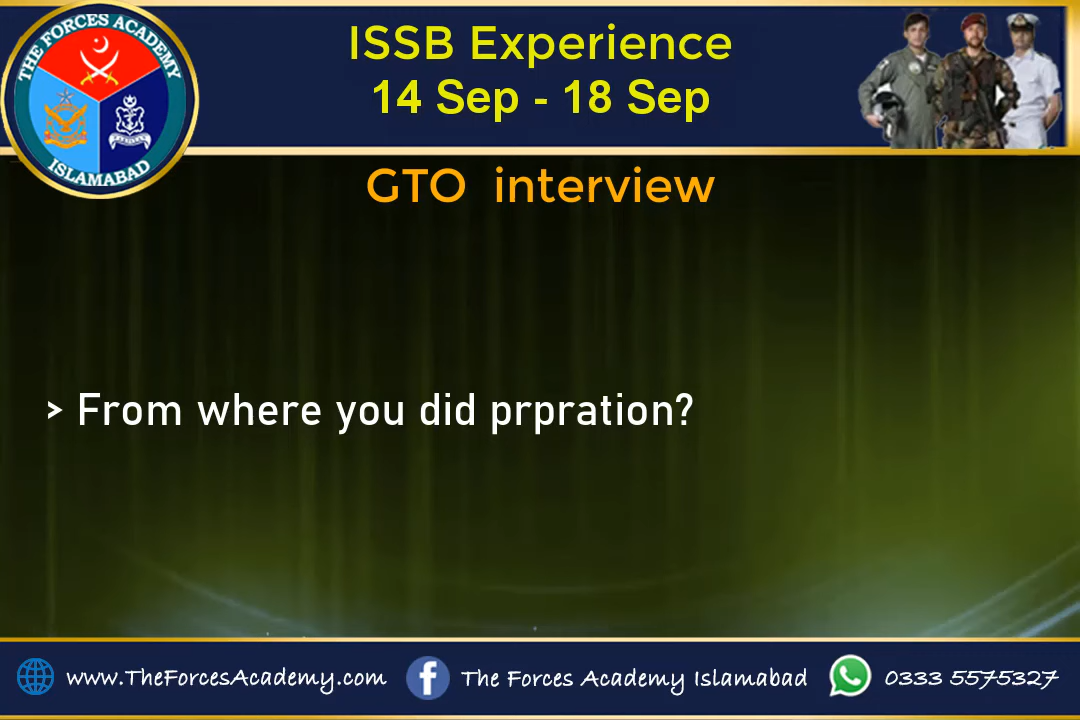 THE FORCES ACADEMY
ISLAMABAD
ISSB Experience
14 Sep - 18 Sep
GTO interview
> From where you did prpration?
www.TheForcesAcademy.com
The Forces Academy Islamabad
0333 5575327